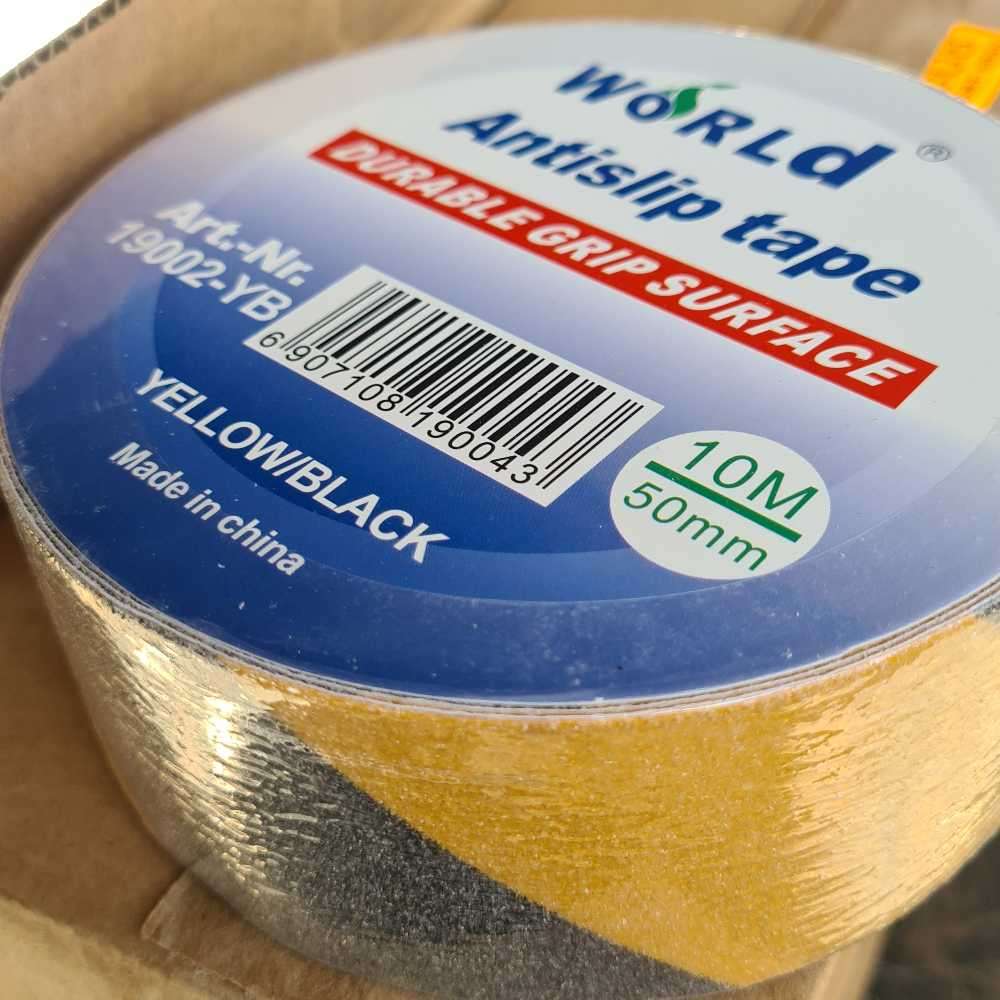 WORLd ®
Antislip tape
DURABLE GRIP SURFACE
Art.-Nr.
19002-YB
6 907108 190043
YELLOW/BLACK
Made in china
10M
50mm